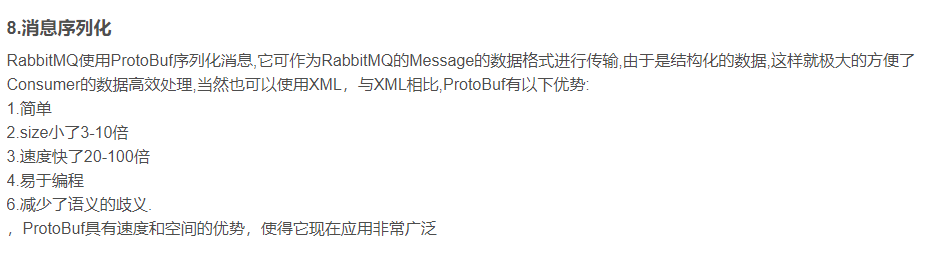 8.消息序列化
RabbitMQ使用ProtoBuf序列化消息,它可作为RabbitMQ的Message的数据格式进行传输,由于是结构化的数据,这样就极大的方便了
Consumer的数据高效处理,当然也可以使用XML，与XML相比,ProtoBuf有以下优势:
1.简单
2.size小了3-10倍
3.速度快了20-100倍
4.易于编程
6.减少了语义的歧义.
，ProtoBuf具有速度和空间的优势，使得它现在应用非常广泛